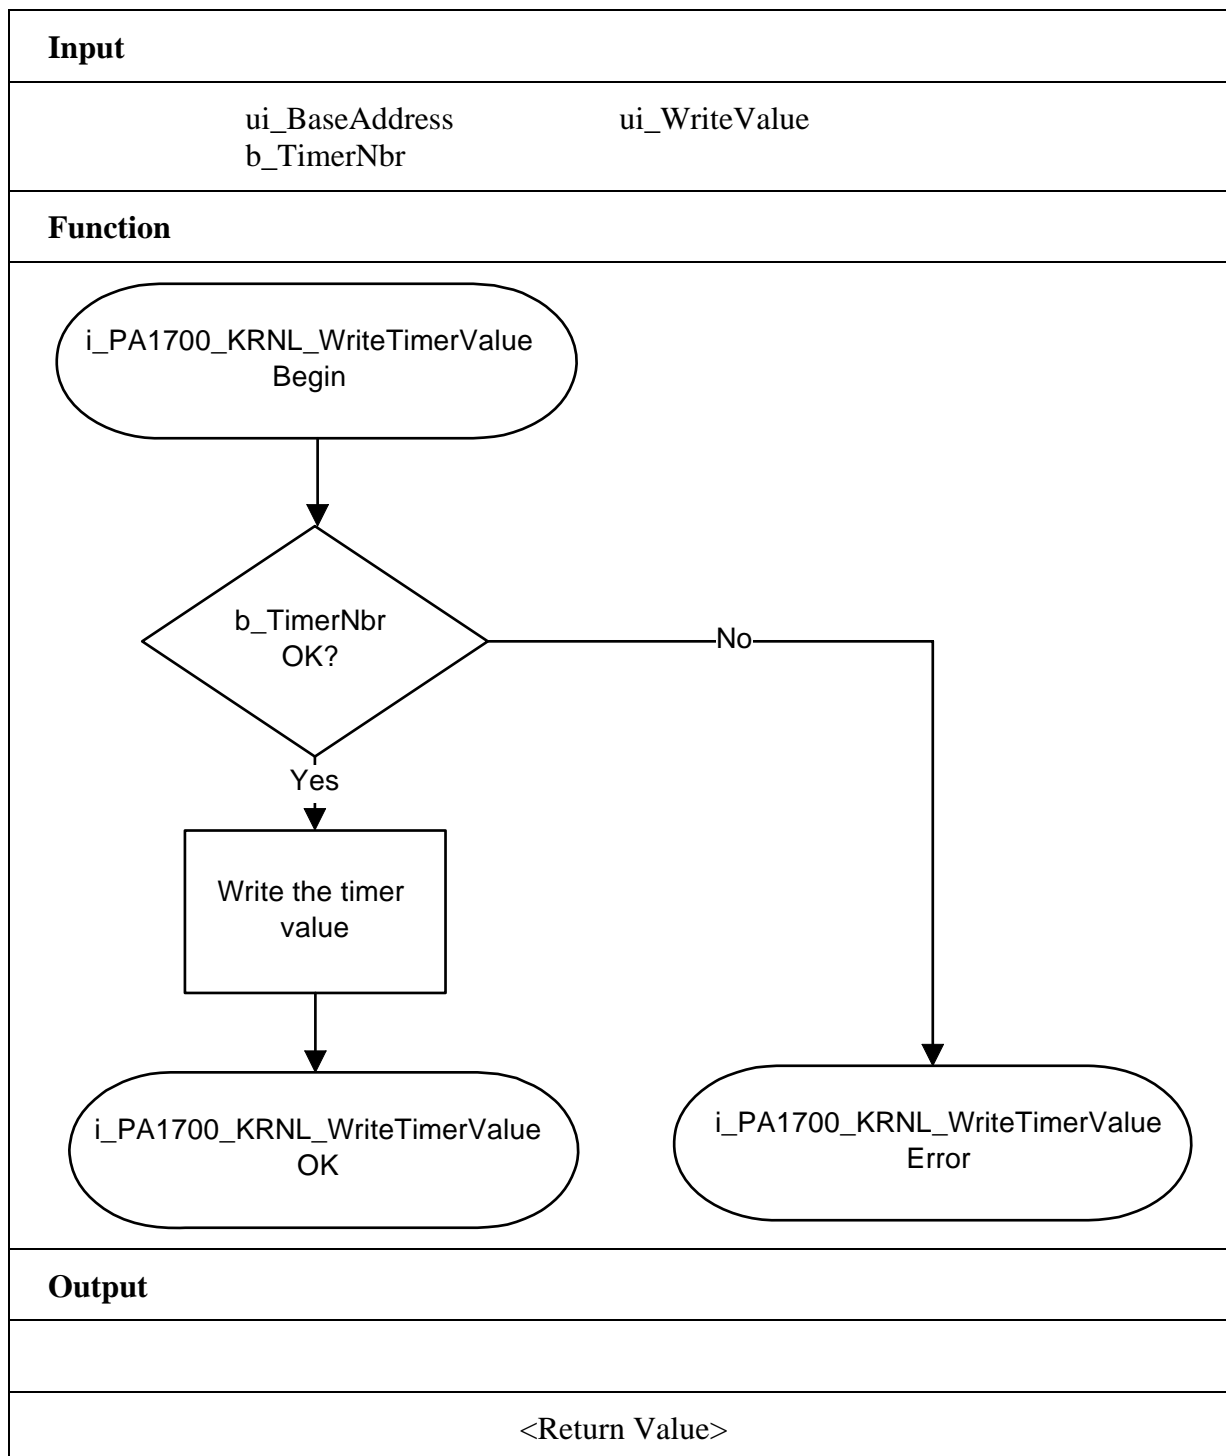 Input
ui_BaseAddress ui_WriteValue
b_TimerNbr
Function
i_PA1700_KRNL_WriteTimerValue
Begin
b_TimerNbr
OK?
No
Yes
Write the timer
value
i_PA1700_KRNL_WriteTimerValue
OK
i_PA1700_KRNL_WriteTimerValue
Error
Output
<Return Value>